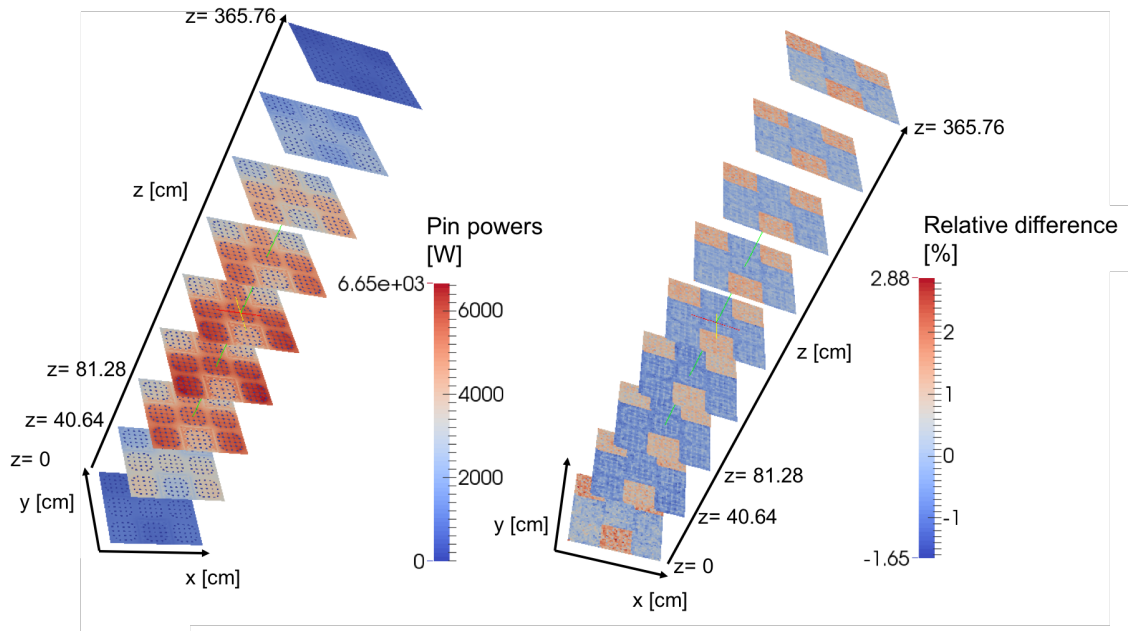 z= 365.76
z [cm]
z= 81.28
z= 40.64
z= 0
y [cm]
x [cm]
Pin powers
[W]
6.65e+03
6000
4000
2000
0
z= 365.76
z [cm]
z= 81.28
z= 40.64
z= 0
y [cm]
x [cm]
Relative difference
[%]
2.88
2
1
0
-1
-1.65